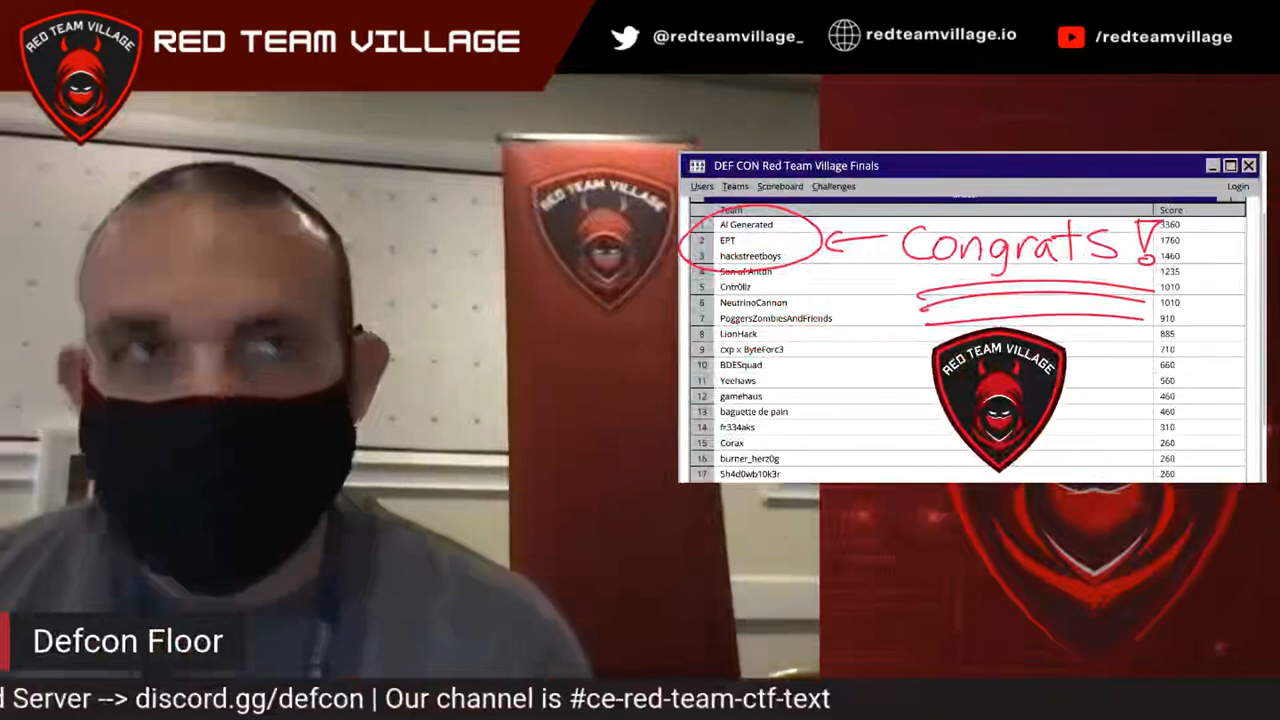 RED TEAM VILLAGE
RED TEAM VILLAGE
@redteamvillage_
redteamvillage.io
/redteamvillage
RED TEAM VILLAGE
DEF CON Red Team Village Finals
Users Teams Scoreboard Challenges Login
Team Score
1 AI Generated 3360
2 EPT 1760
3 hackstreetboys 1460
4 Son of Anton 1235
5 Cntr0llz 1010
6 NeutrinoCannon 1010
7 PoggersZombiesAndFriends 910
8 LionHack 885
9 cxp x ByteForc3 710
10 BDESquad 660
11 Yeehaws 560
12 gamehaus 460
13 baguette de pain 460
14 fr334aks 310
15 Corax 260
16 burner_herz0g 260
17 5h4d0wb10k3r 260
Congrats!
RED TEAM VILLAGE
Defcon Floor
d Server --> discord.gg/defcon | Our channel is #ce-red-team-ctf-text